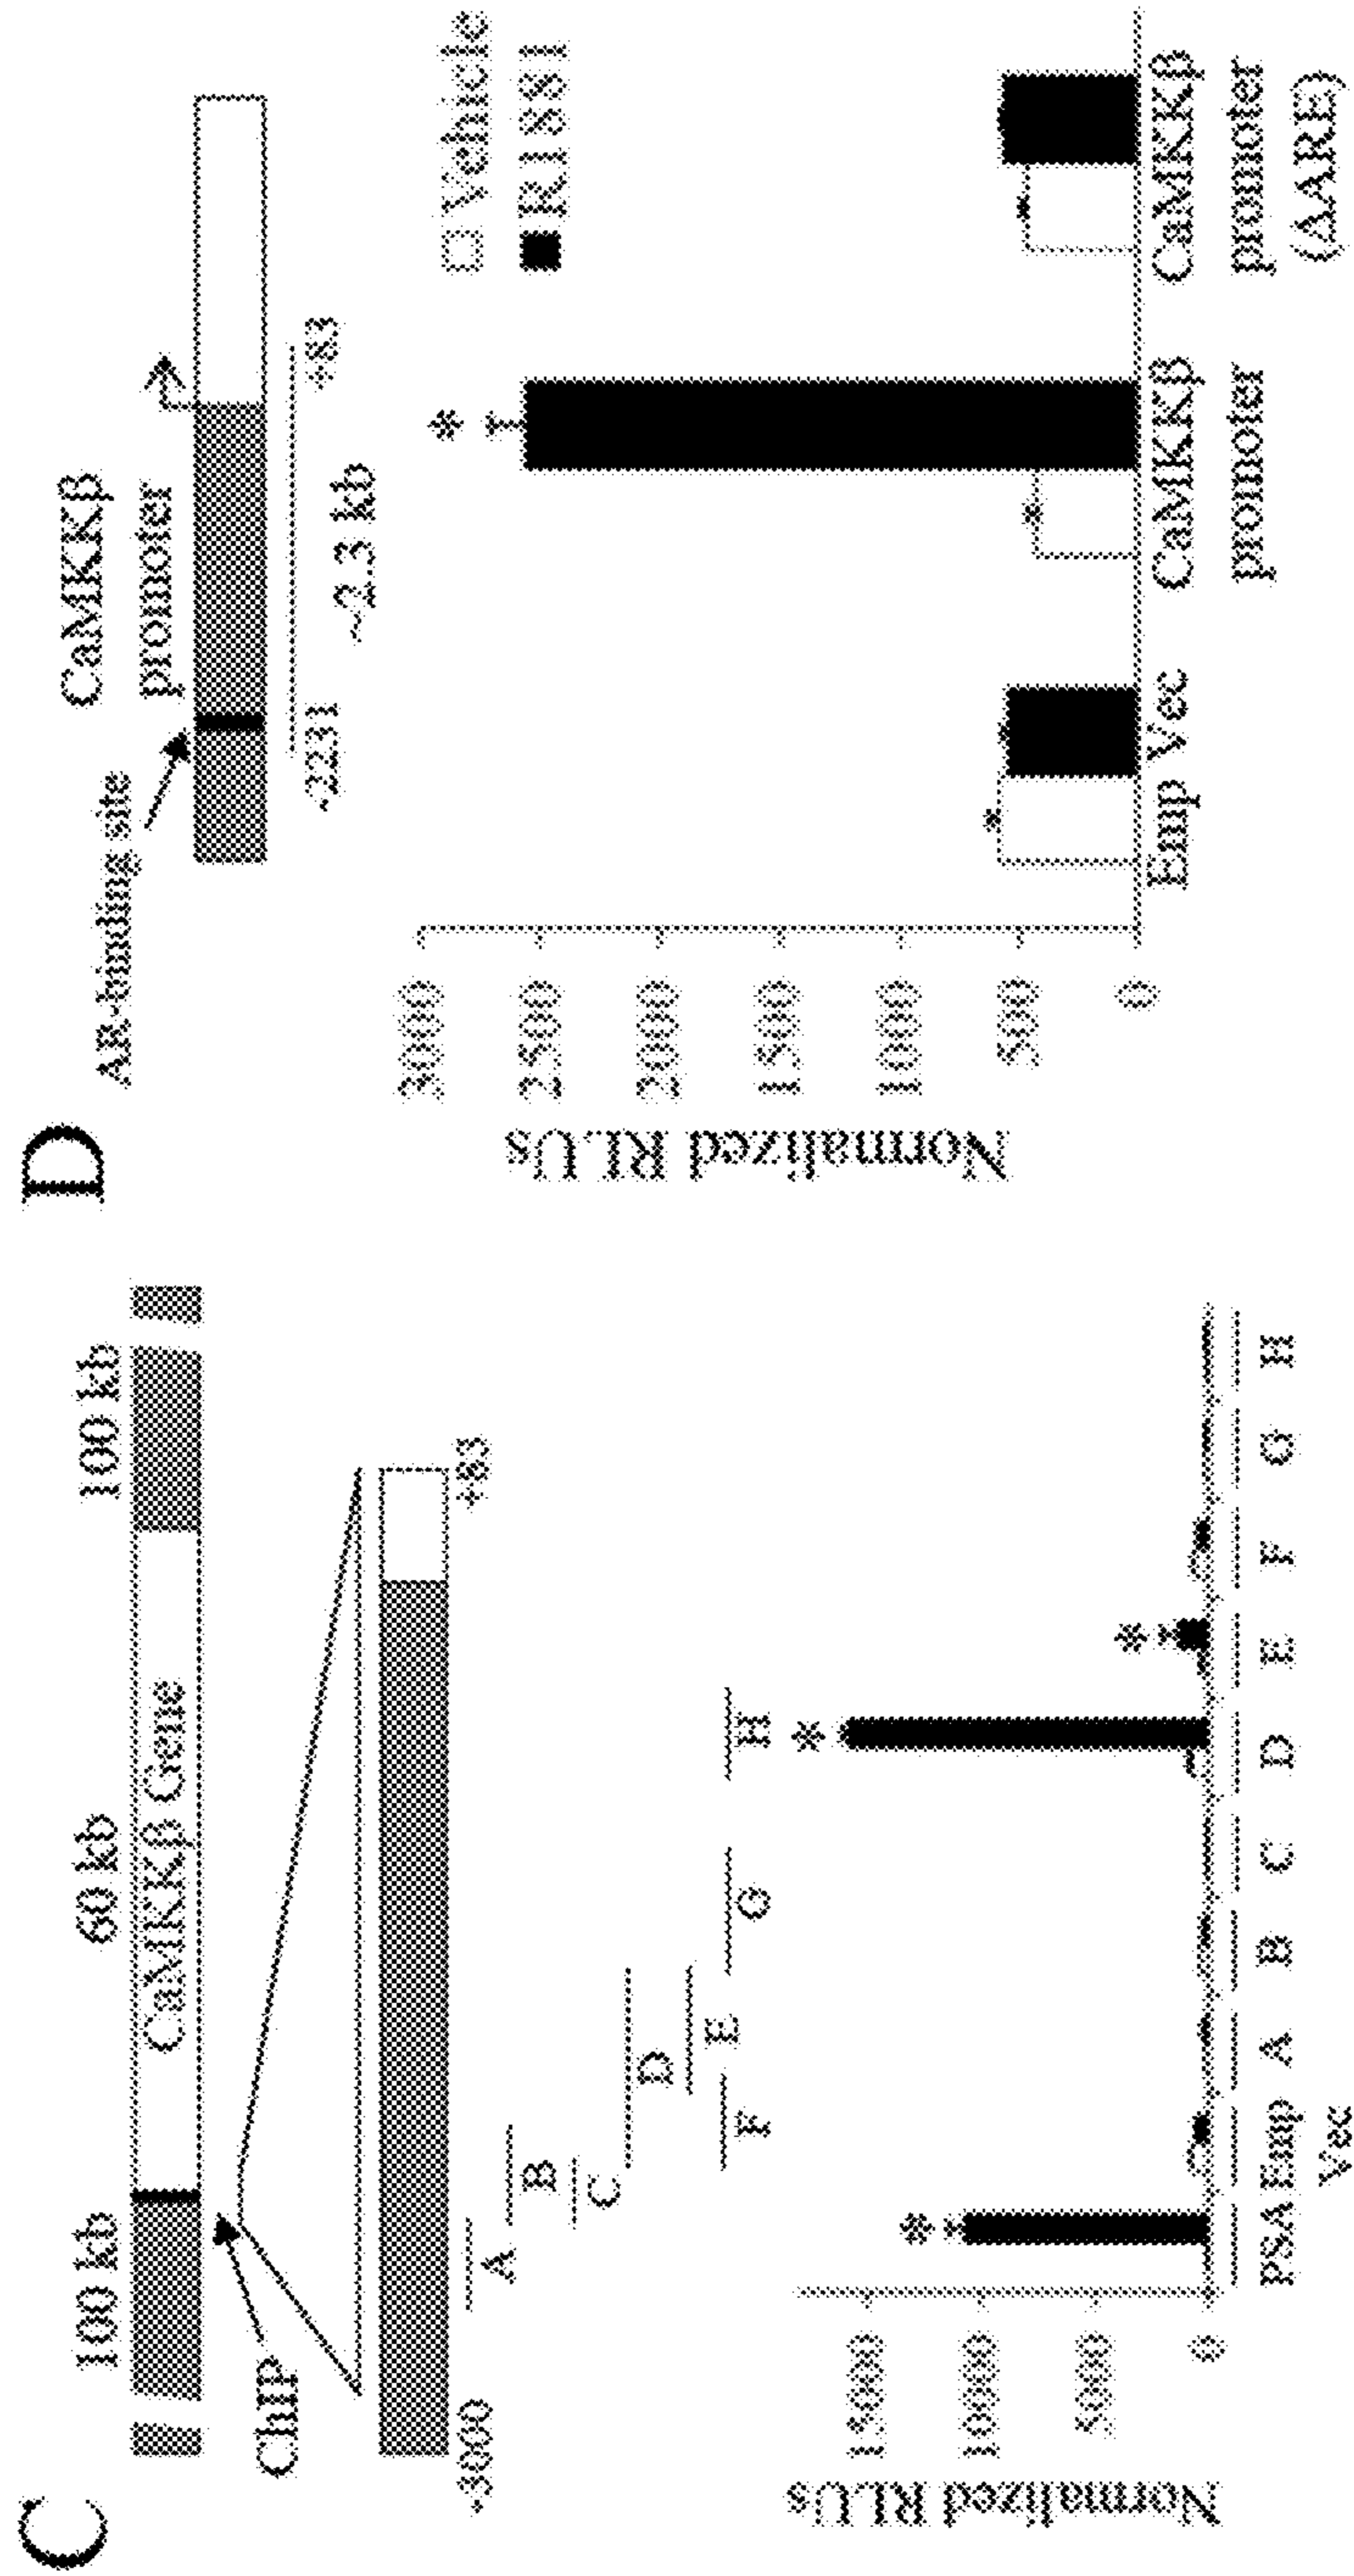 C
100 kb 60 kb 100 kb
CaMKKβ Gene
ChIP
-3000 +83
A
B
C
D
E
F
G
H
Normalized RLUs
15000
10000
5000
0
* * *
PSA Emp Vec A B C D E F G H
D
AR-binding site
CaMKKβ
promoter
-2231 +83
~2.3 kb
Vehicle
R1881
Normalized RLUs
3000
2500
2000
1500
1000
500
0
*
Emp Vec
CaMKKβ
promoter
CaMKKβ
promoter
(AARE)